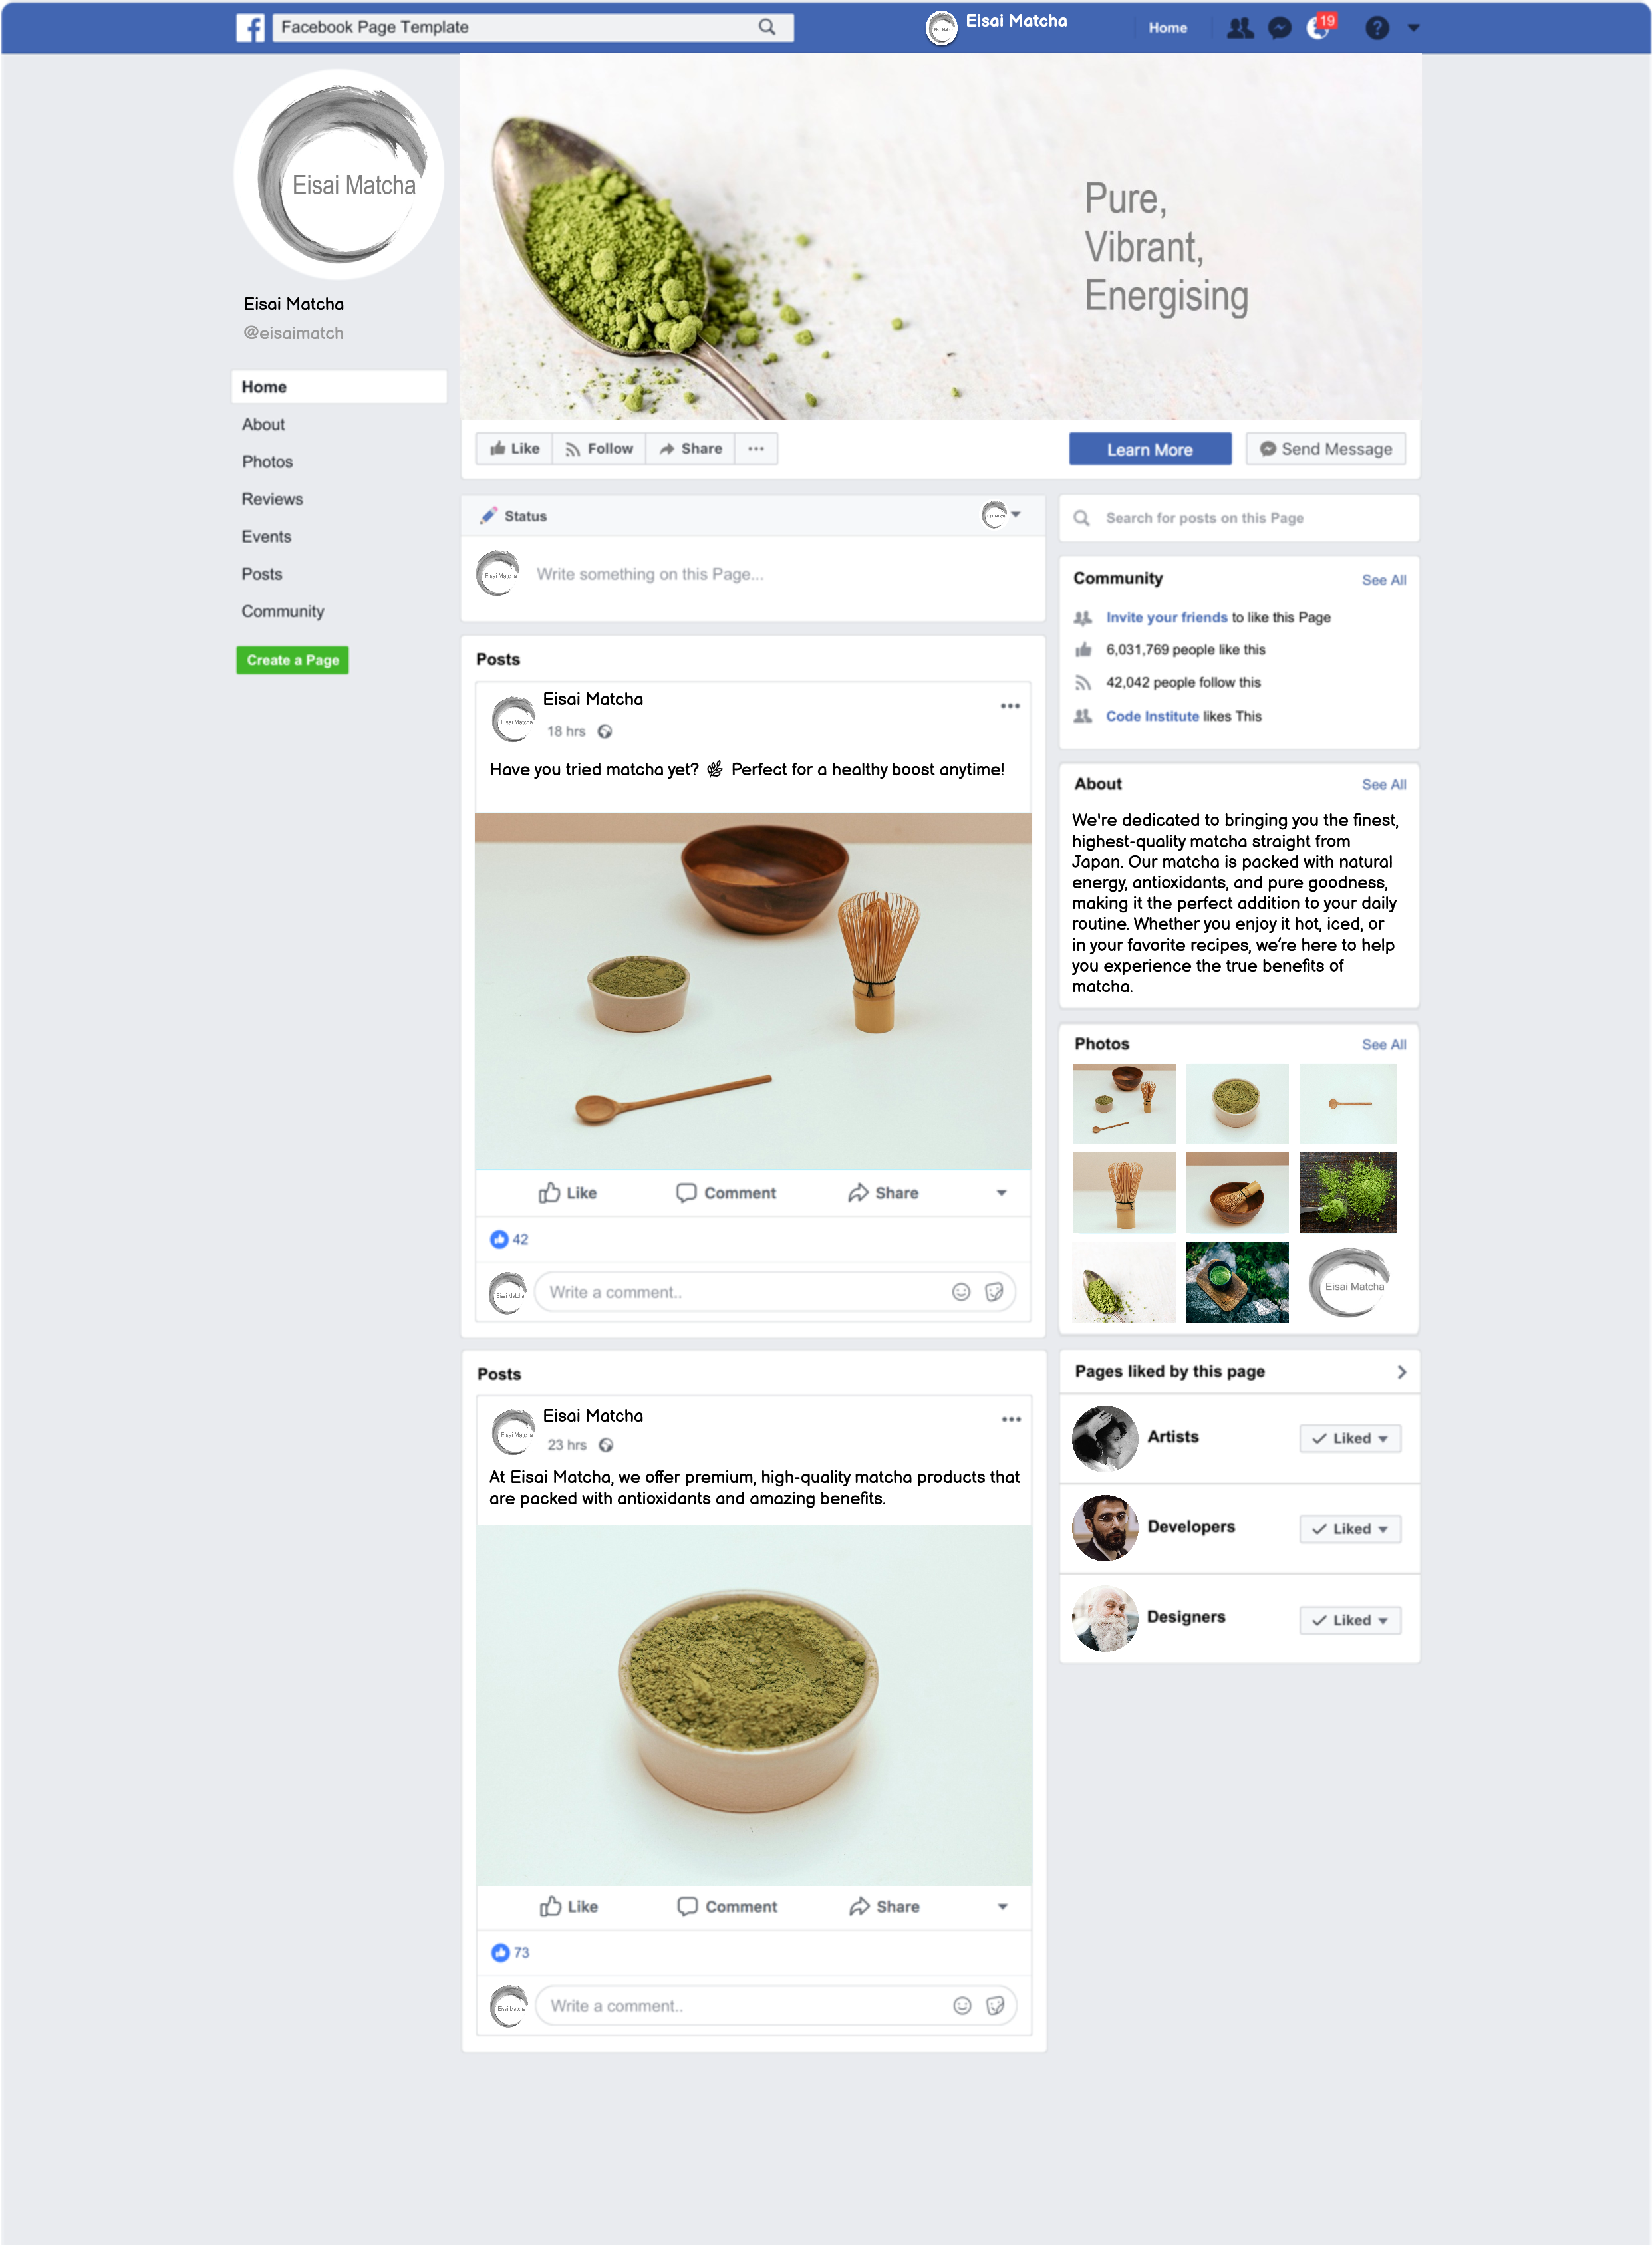 Facebook Page Template
Eisai Matcha
Home
19
?
Eisai Matcha
Pure,
Vibrant,
Energising
Eisai Matcha
@eisaimatch
Home
About
Photos
Reviews
Events
Posts
Community
Create a Page
Like
Follow
Share
Learn More
Send Message
Status
Eisai Matcha
Write something on this Page...
Posts
Eisai Matcha
Eisai Matcha
18 hrs
Have you tried matcha yet? 🌿 Perfect for a healthy boost anytime!
Like
Comment
Share
42
Eisai Matcha
Write a comment..
Posts
Eisai Matcha
Eisai Matcha
23 hrs
At Eisai Matcha, we offer premium, high-quality matcha products that
are packed with antioxidants and amazing benefits.
Like
Comment
Share
73
Eisai Matcha
Write a comment..
Search for posts on this Page
Community
See All
Invite your friends to like this Page
6,031,769 people like this
42,042 people follow this
Code Institute likes This
About
See All
We're dedicated to bringing you the finest,
highest-quality matcha straight from
Japan. Our matcha is packed with natural
energy, antioxidants, and pure goodness,
making it the perfect addition to your daily
routine. Whether you enjoy it hot, iced, or
in your favorite recipes, we’re here to help
you experience the true benefits of
matcha.
Photos
See All
Eisai Matcha
Pages liked by this page
Artists
Liked
Developers
Liked
Designers
Liked